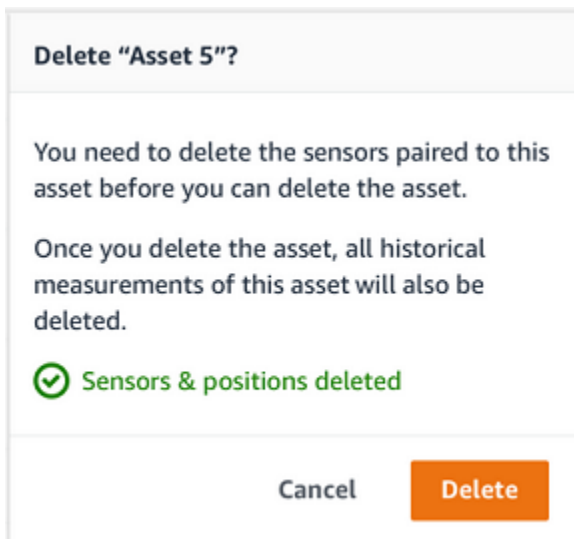 Delete “Asset 5”?
You need to delete the sensors paired to this
asset before you can delete the asset.
Once you delete the asset, all historical
measurements of this asset will also be
deleted.
Sensors & positions deleted
Cancel Delete